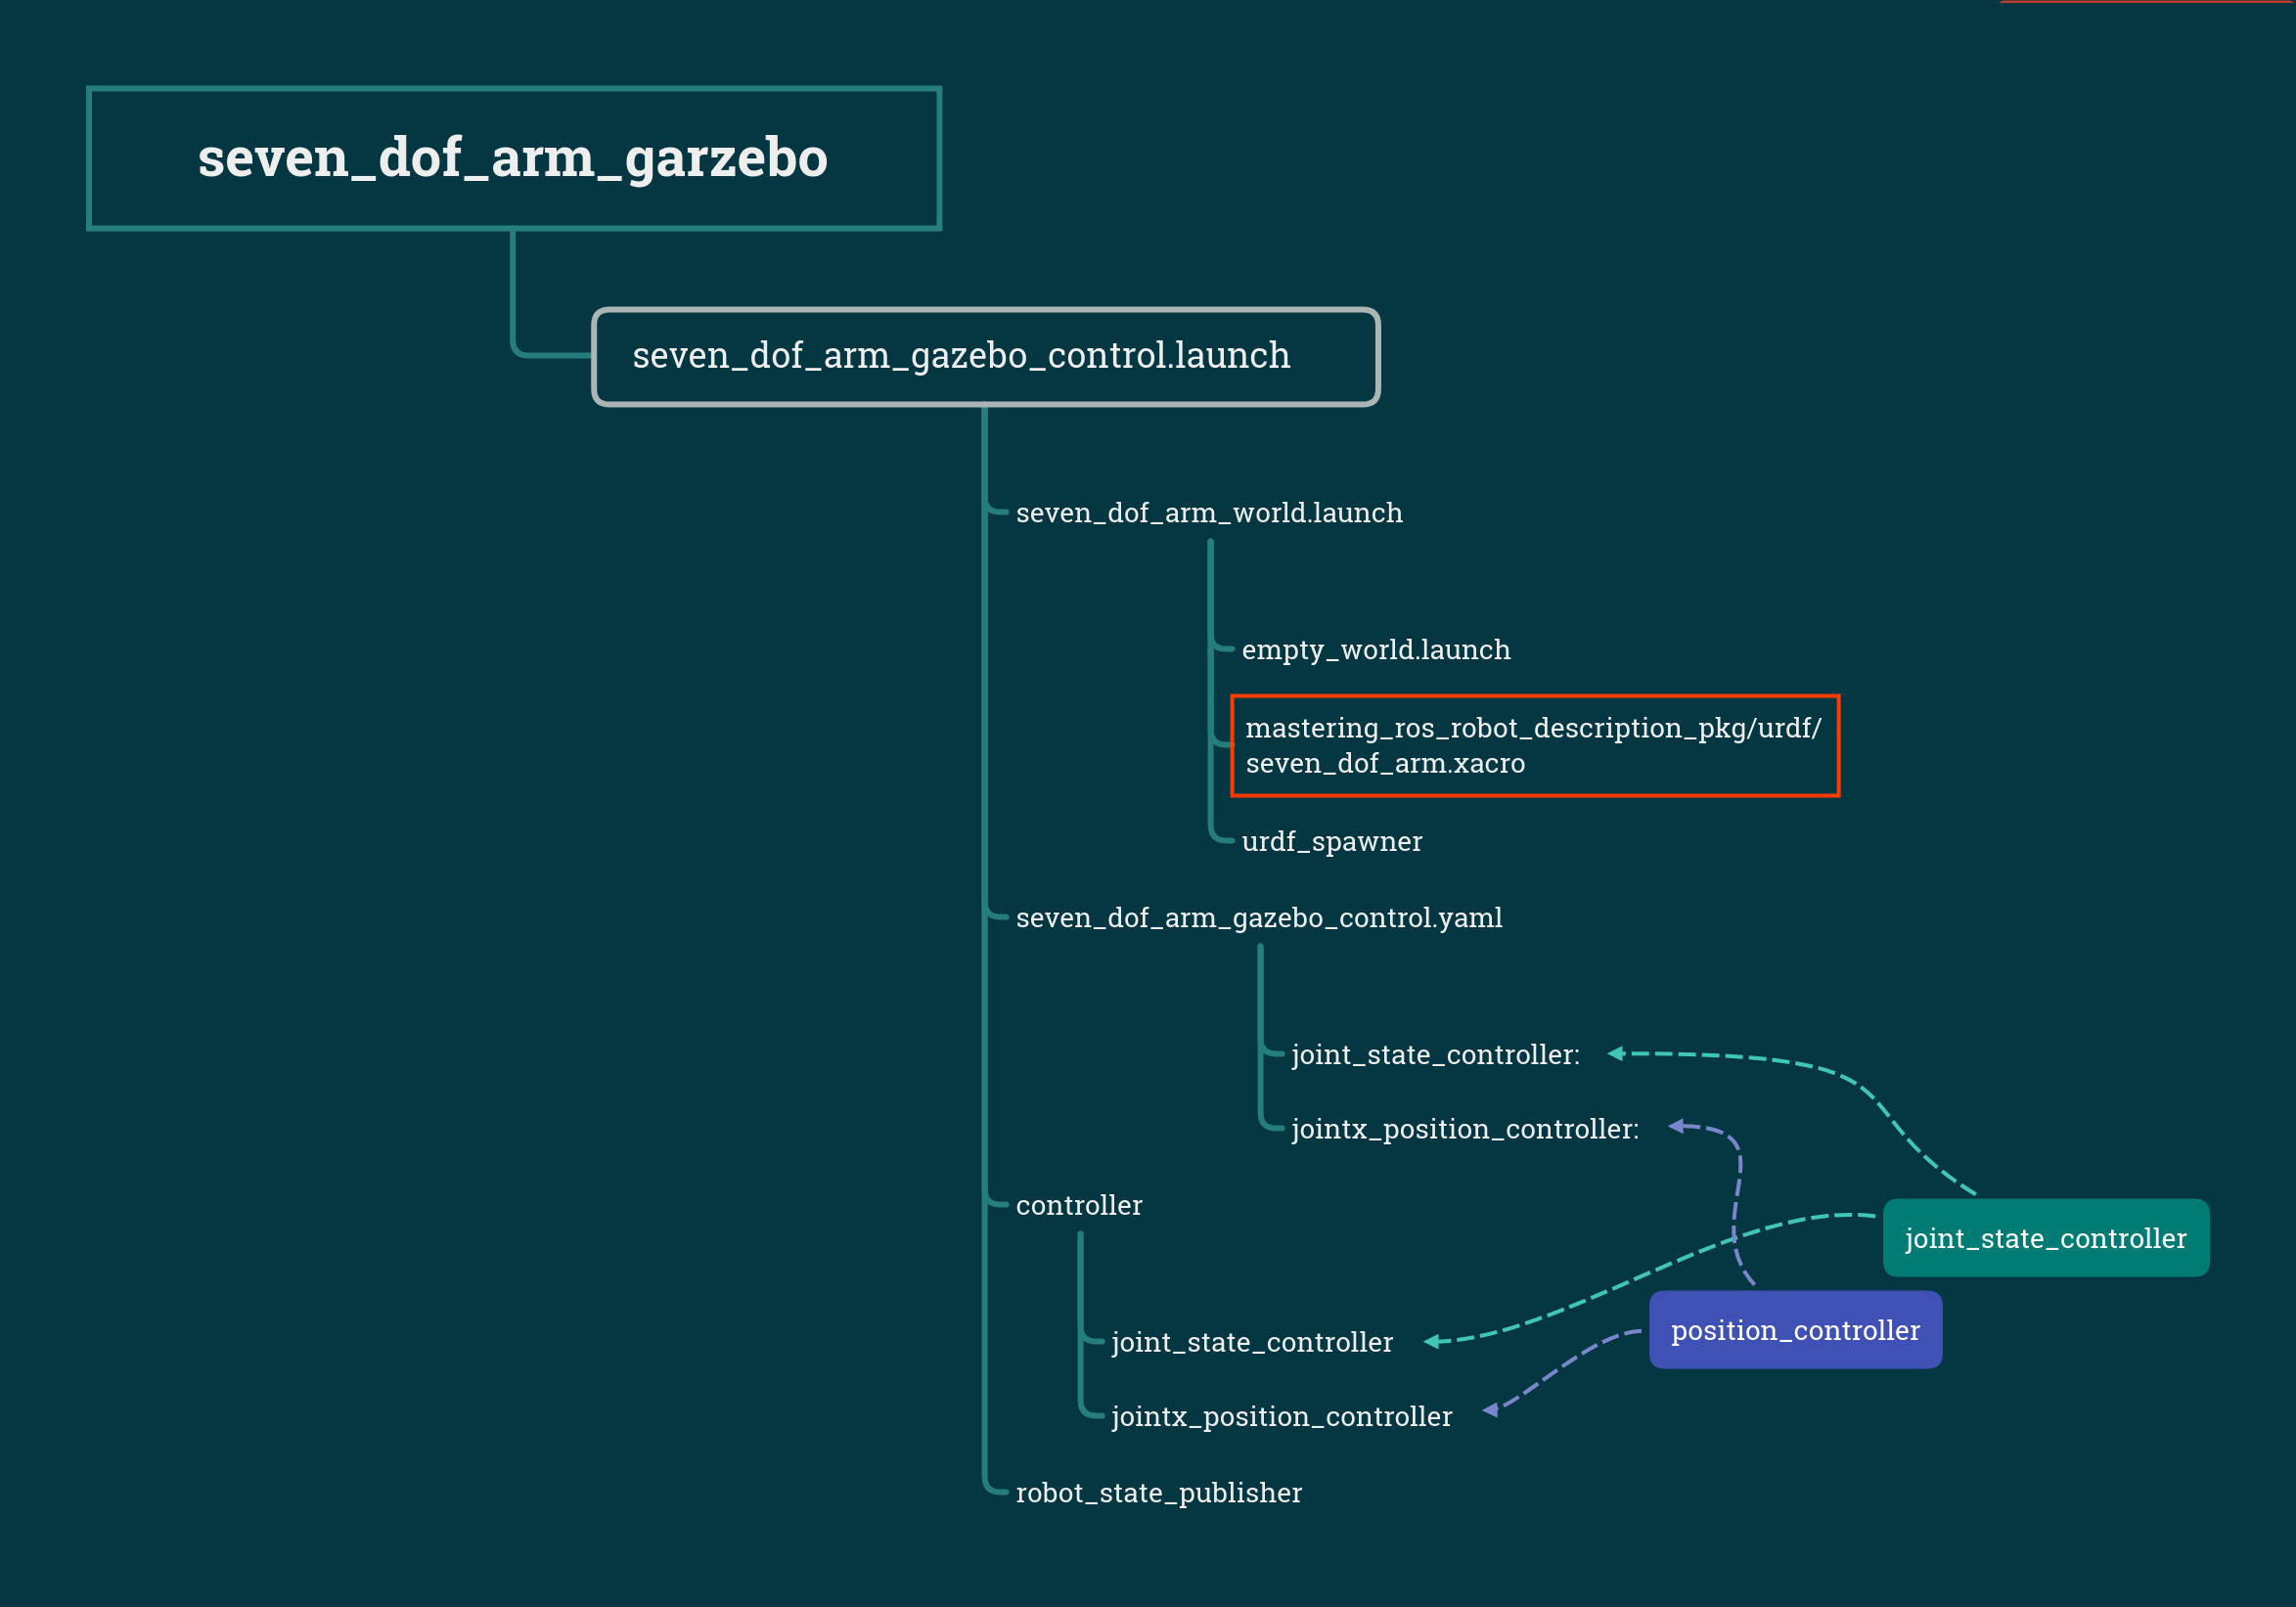 seven_dof_arm_garzebo
seven_dof_arm_gazebo_control.launch
seven_dof_arm_world.launch
empty_world.launch
mastering_ros_robot_description_pkg/urdf/
seven_dof_arm.xacro
urdf_spawner
seven_dof_arm_gazebo_control.yaml
joint_state_controller:
jointx_position_controller:
controller
joint_state_controller
position_controller
joint_state_controller
jointx_position_controller
robot_state_publisher